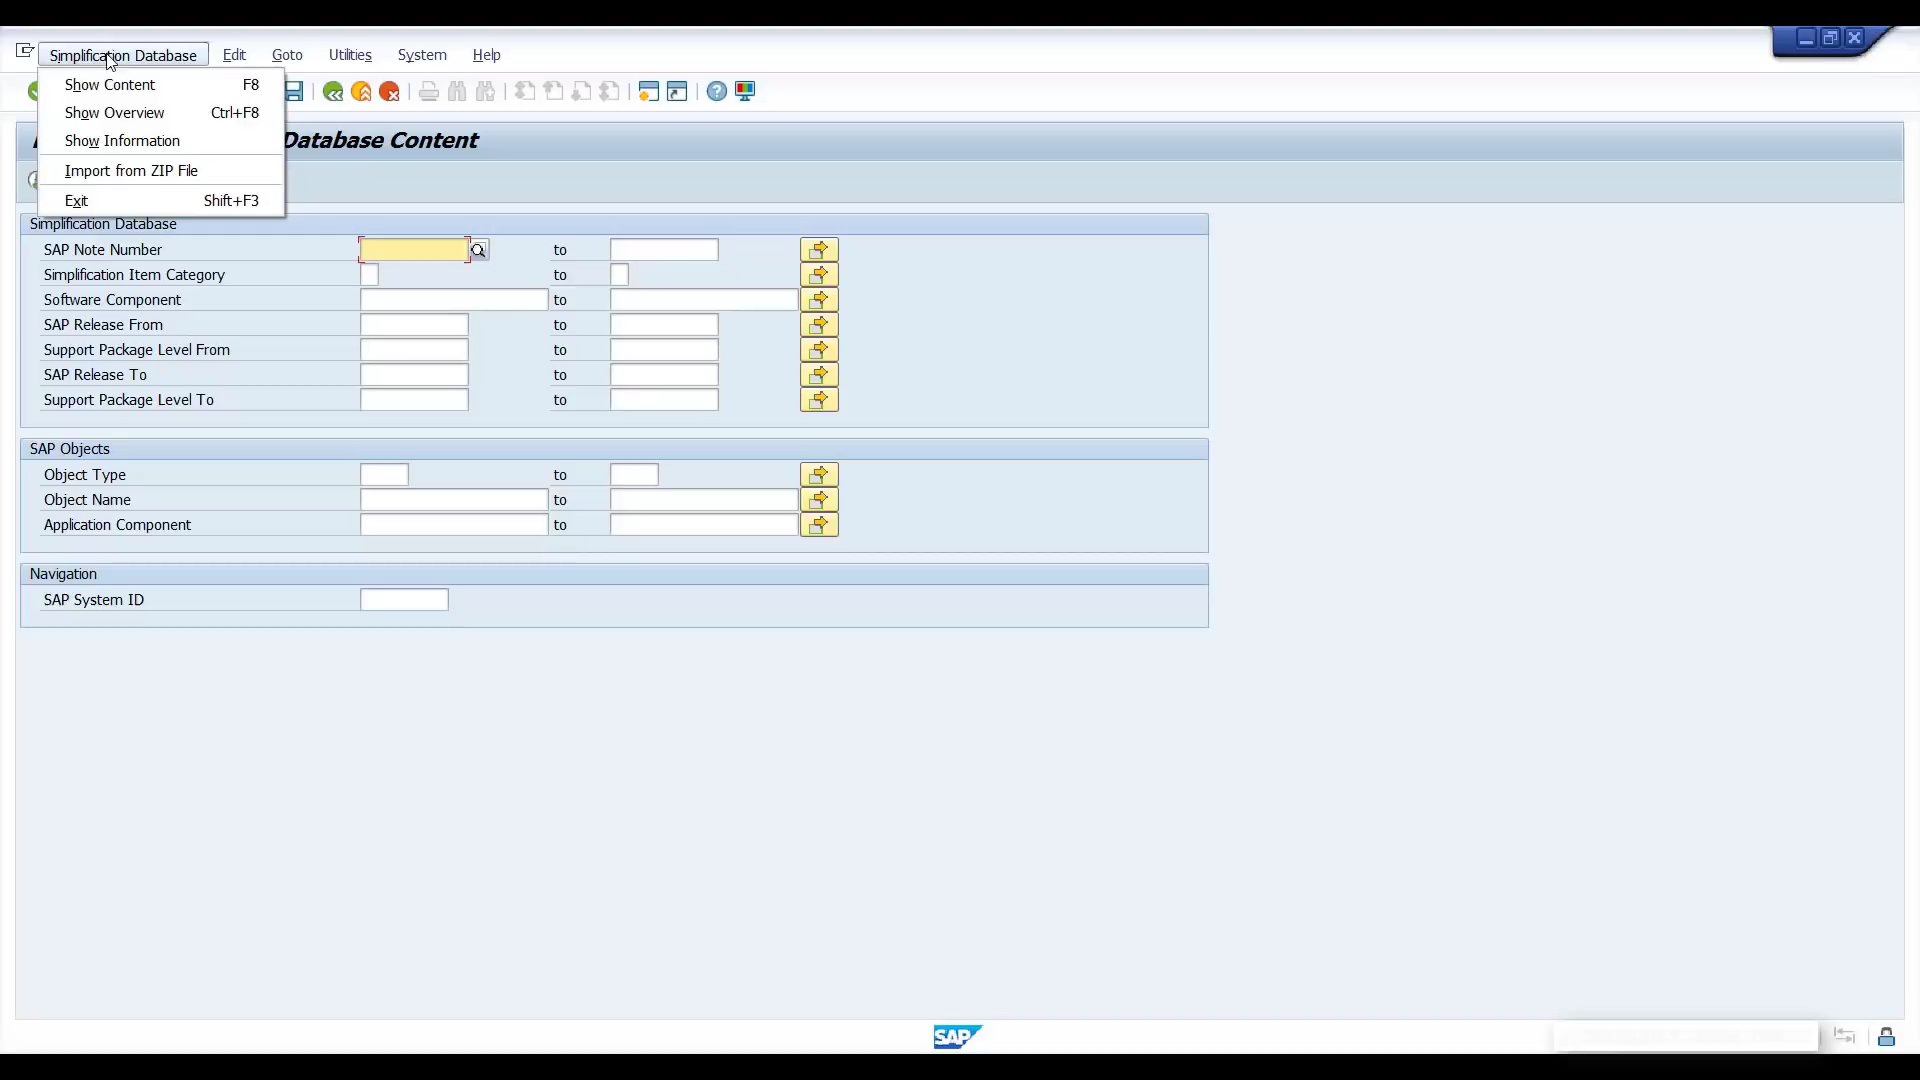 Simplification Database Edit Goto Utilities System Help
Show Content F8
Show Overview Ctrl+F8
Show Information
Import from ZIP File
Exit Shift+F3
Database Content
Simplification Database
SAP Note Number to
Simplification Item Category to
Software Component to
SAP Release From to
Support Package Level From to
SAP Release To to
Support Package Level To to
SAP Objects
Object Type to
Object Name to
Application Component to
Navigation
SAP System ID
SAP